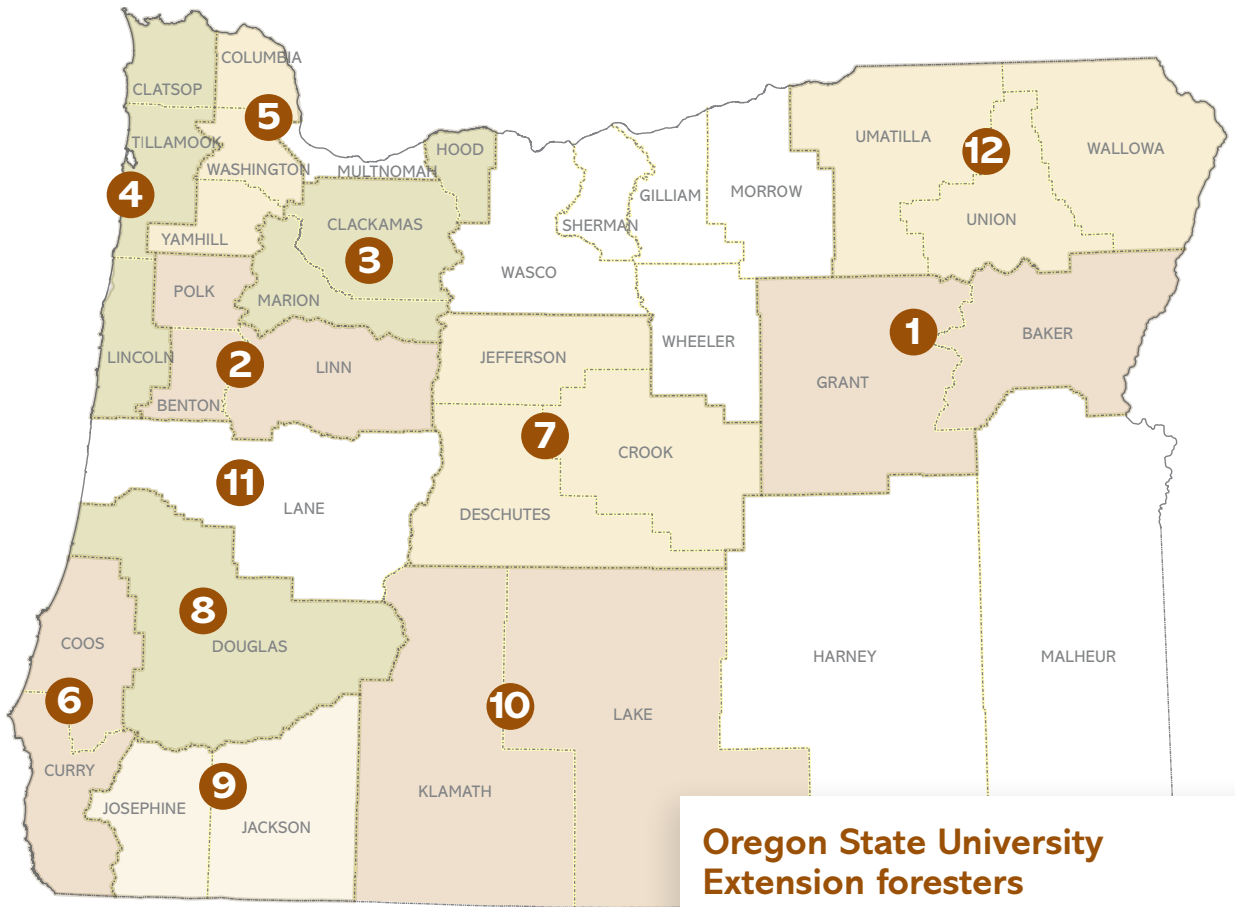 COLUMBIA
CLATSOP
5
TILLAMOOK
HOOD
UMATILLA
12
WALLOWA
WASHINGTON
MULTNOMAH
4
GILLIAM
MORROW
SHERMAN
UNION
YAMHILL
CLACKAMAS
3
WASCO
POLK
MARION
1
BAKER
LINCOLN
2
LINN
JEFFERSON
WHEELER
GRANT
BENTON
7
CROOK
11
LANE
DESCHUTES
8
COOS
DOUGLAS
HARNEY
MALHEUR
6
10
LAKE
CURRY
9
KLAMATH
JOSEPHINE
JACKSON
Oregon State University
Extension foresters